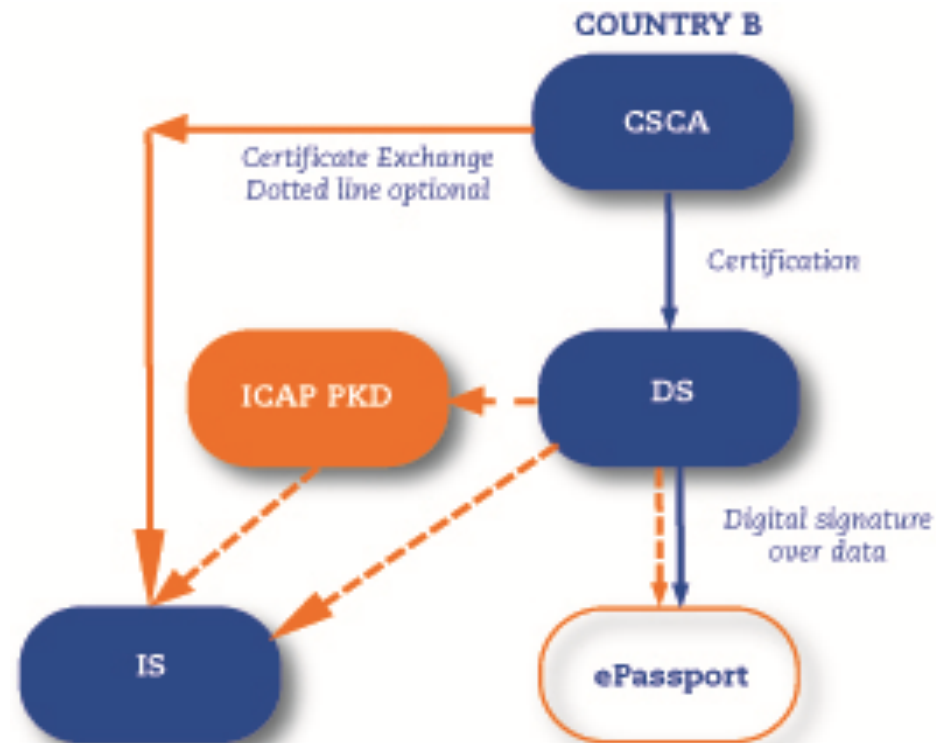 COUNTRY B
CSCA
Certificate Exchange
Dotted line optional
Certification
ICAP PKD
DS
Digital signature
over data
IS
ePassport